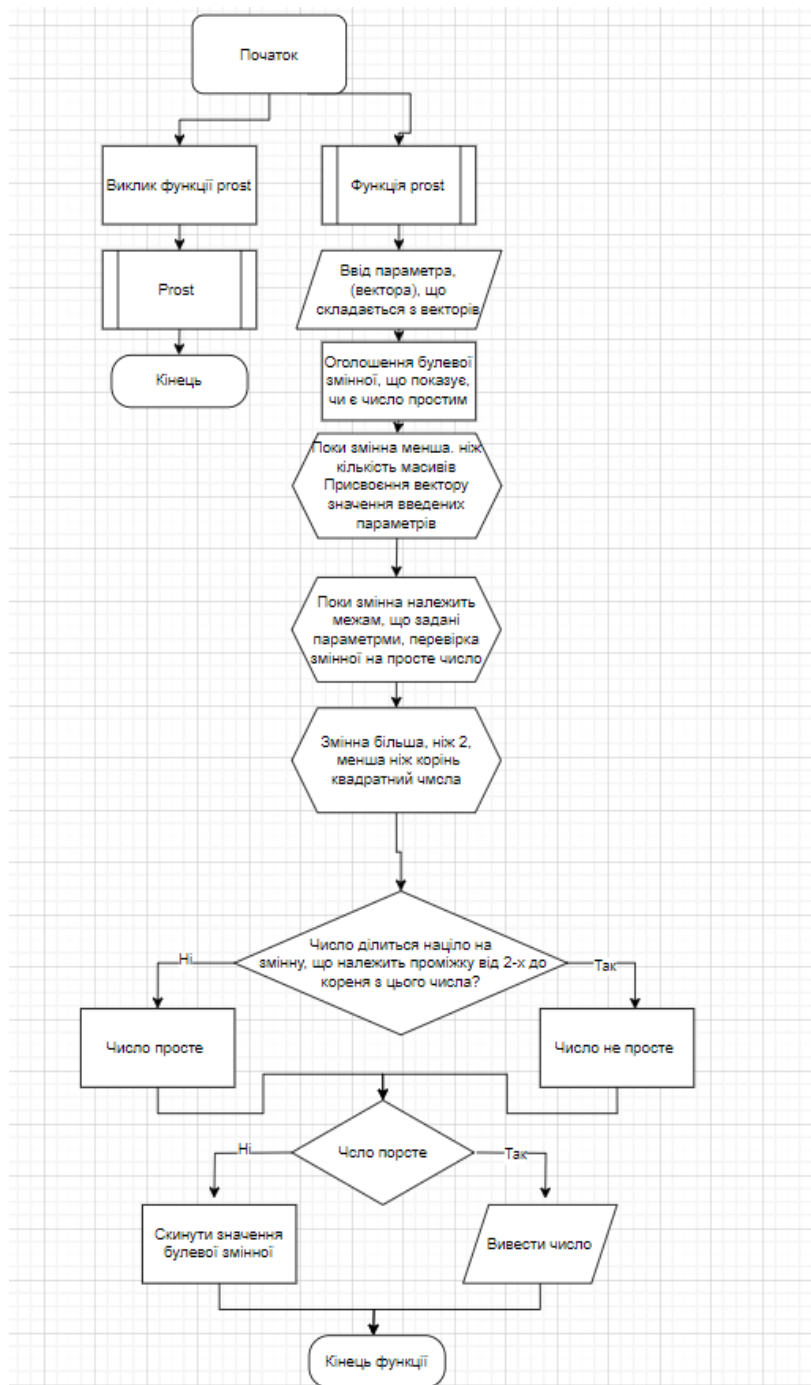 Початок
Виклик функції prost
Функція prost
Prost
Ввід параметра,
(вектора), що
складається з векторів
Кінець
Оголошення булевої
змінної, що показує,
чи є число простим
Поки змінна менша. ніж
кількість масивів
Присвоєння вектору
значення введених
параметрів
Поки змінна належить
межам, що задані
параметрми, перевірка
змінної на просте число
Змінна більша, ніж 2,
менша ніж корінь
квадратний чмсла
Число ділиться націло на
змінну, що належить проміжку від 2-х до
кореня з цього числа?
Ні
Так
Число просте
Число не просте
Чсло порсте
Ні
Так
Скинути значення
булевої змінної
Вивести число
Кінець функції